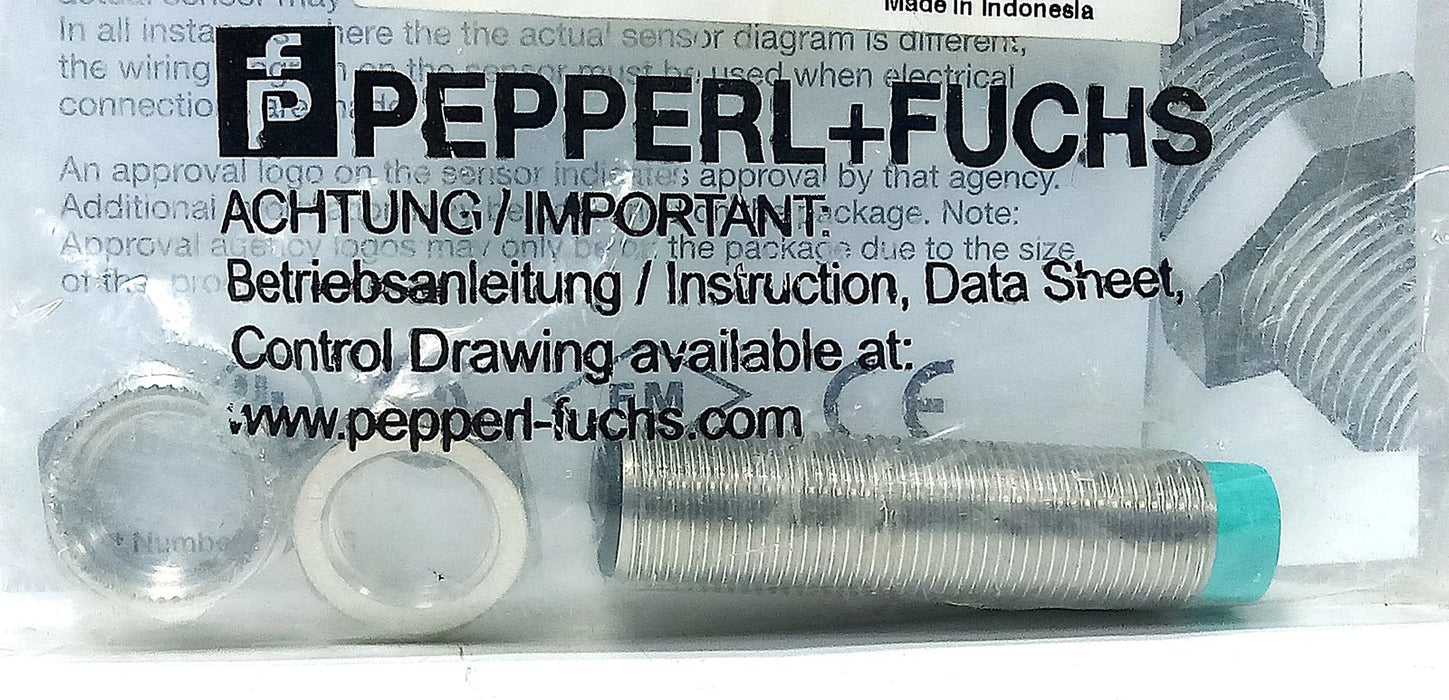 Made in Indonesia
In all where the the actual sensor diagram is different,
the wiring on the sensor must be used when electrical
PEPPERL+FUCHS
An approval logo on the sensor indicates approval by that agency.
ACHTUNG / IMPORTANT:
Additional package. Note:
Approval agency logos may only be on the package due to the size
of the
Betriebsanleitung / Instruction, Data Sheet,
Control Drawing available at:
FM
CE
www.pepperl-fuchs.com